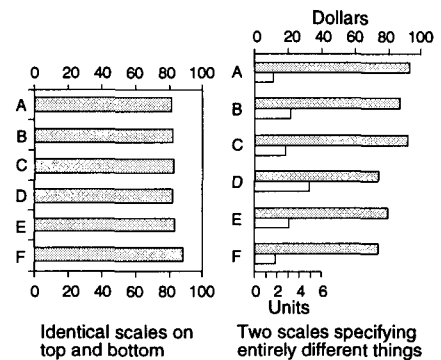 0 20 40 60 80 100
A
B
C
D
E
F
0 20 40 60 80 100
Identical scales on
top and bottom
Dollars
0 20 40 60 80 100
A
B
C
D
E
F
0 2 4 6
Units
Two scales specifying
entirely different things